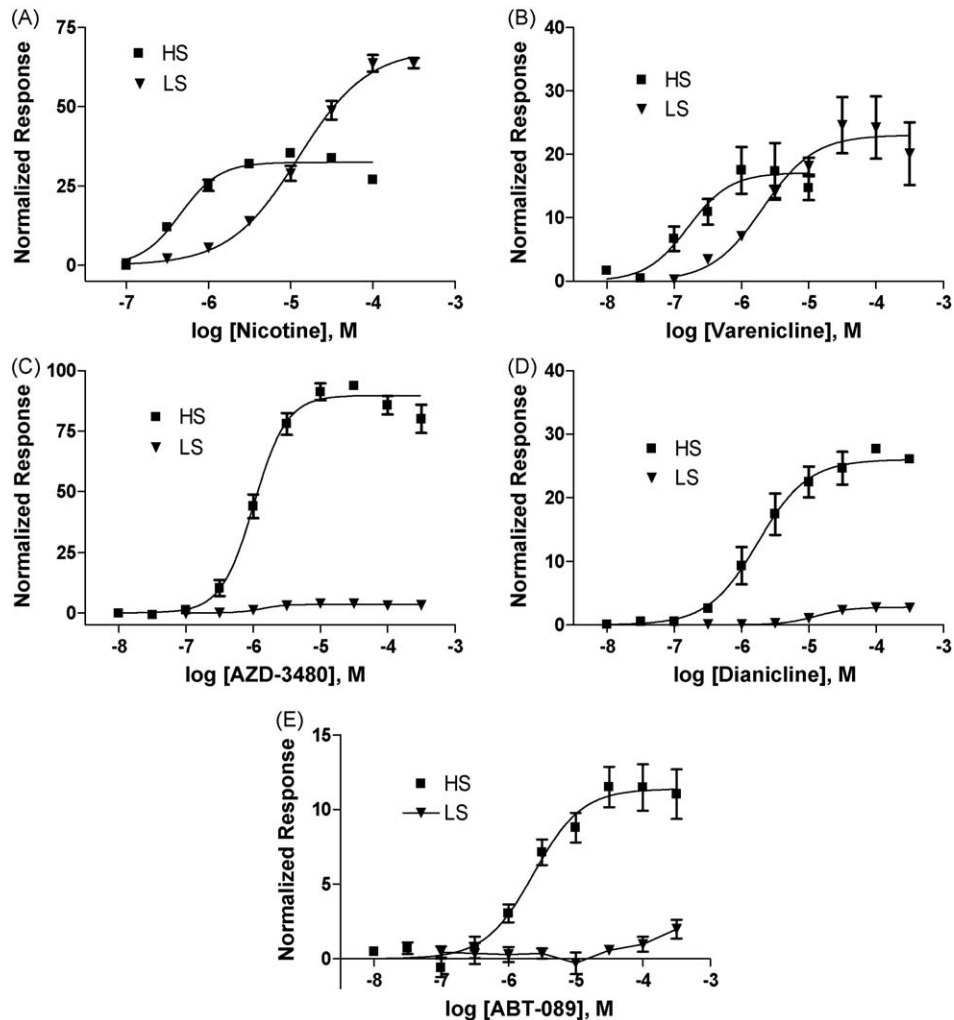 (A)
Normalized Response
75
50
25
0
HS
LS
-7 -6 -5 -4 -3
log [Nicotine], M
(B)
Normalized Response
40
30
20
10
0
HS
LS
-8 -7 -6 -5 -4 -3
log [Varenicline], M
(C)
Normalized Response
100
75
50
25
0
HS
LS
-8 -7 -6 -5 -4 -3
log [AZD-3480], M
(D)
Normalized Response
40
30
20
10
0
HS
LS
-8 -7 -6 -5 -4 -3
log [Dianicline], M
(E)
Normalized Response
15
10
5
0
HS
LS
-8 -7 -6 -5 -4 -3
log [ABT-089], M